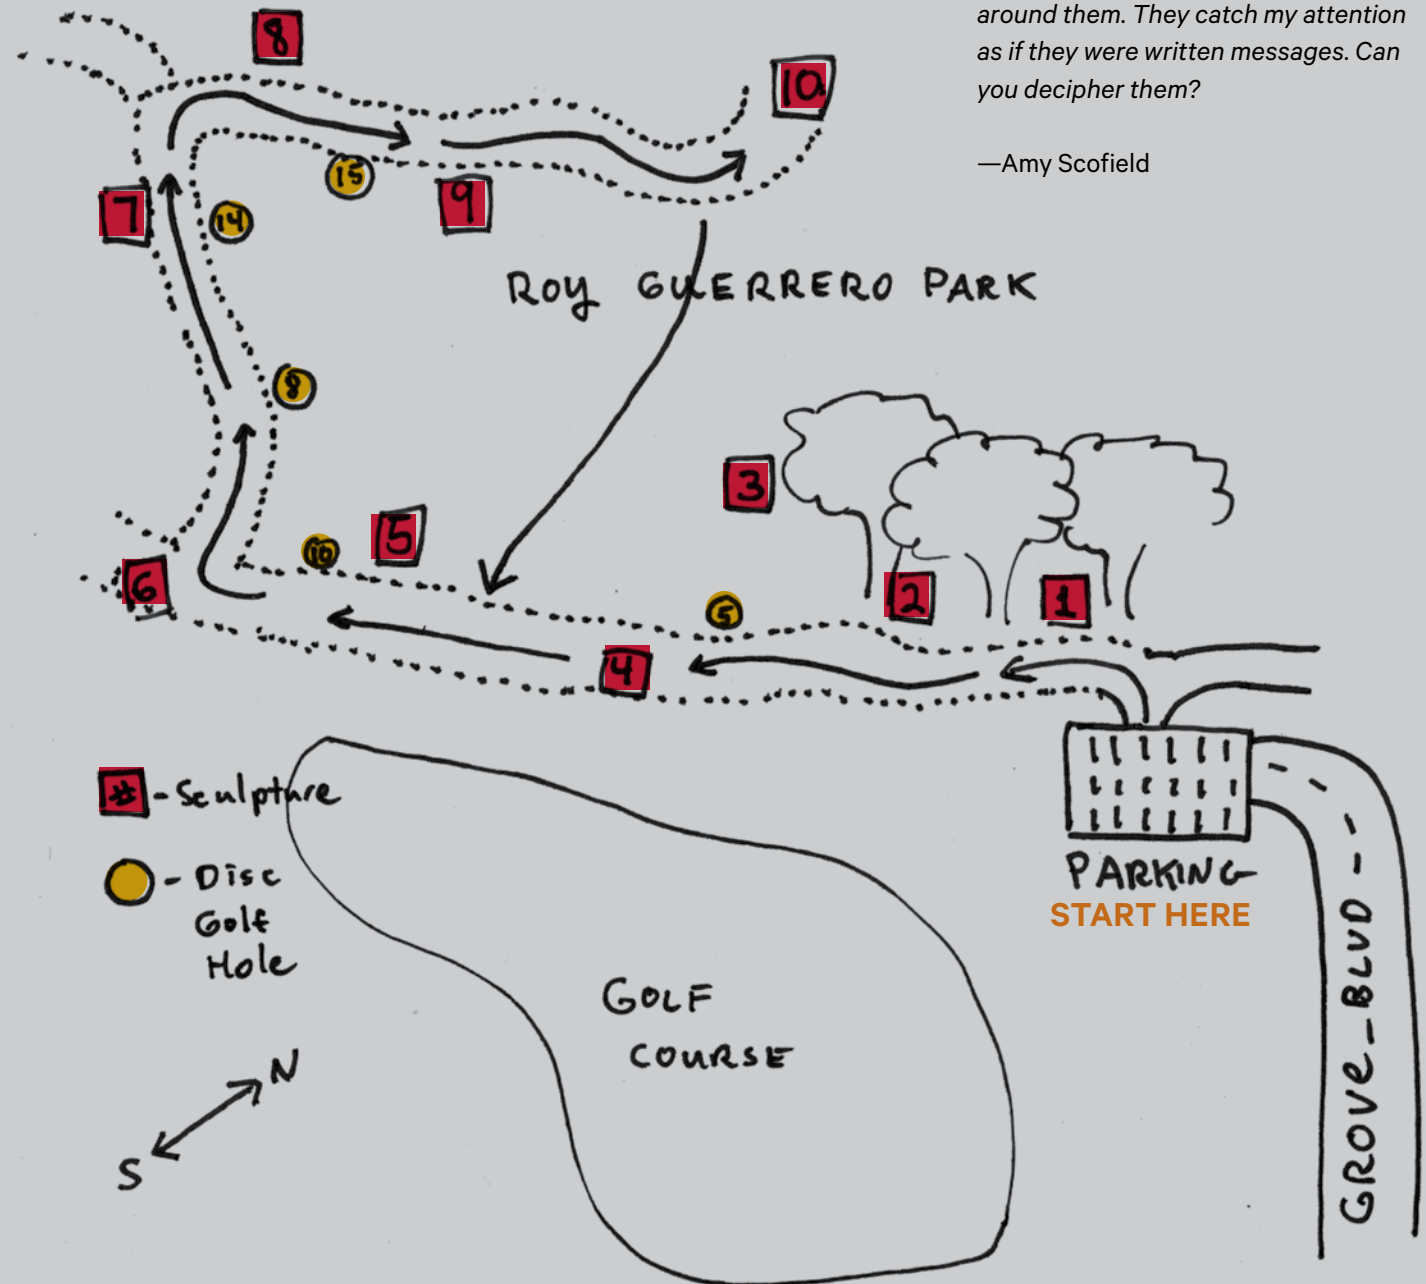 around them. They catch my attention
as if they were written messages. Can
you decipher them?
—Amy Scofield
8
10
15
9
7
14
ROY GUERRERO PARK
8
3
5
10
6
2
1
5
4
# - Sculpture
- Disc
Golf
Hole
PARKING
START HERE
GOLF
COURSE
GROVE BLVD
N
S